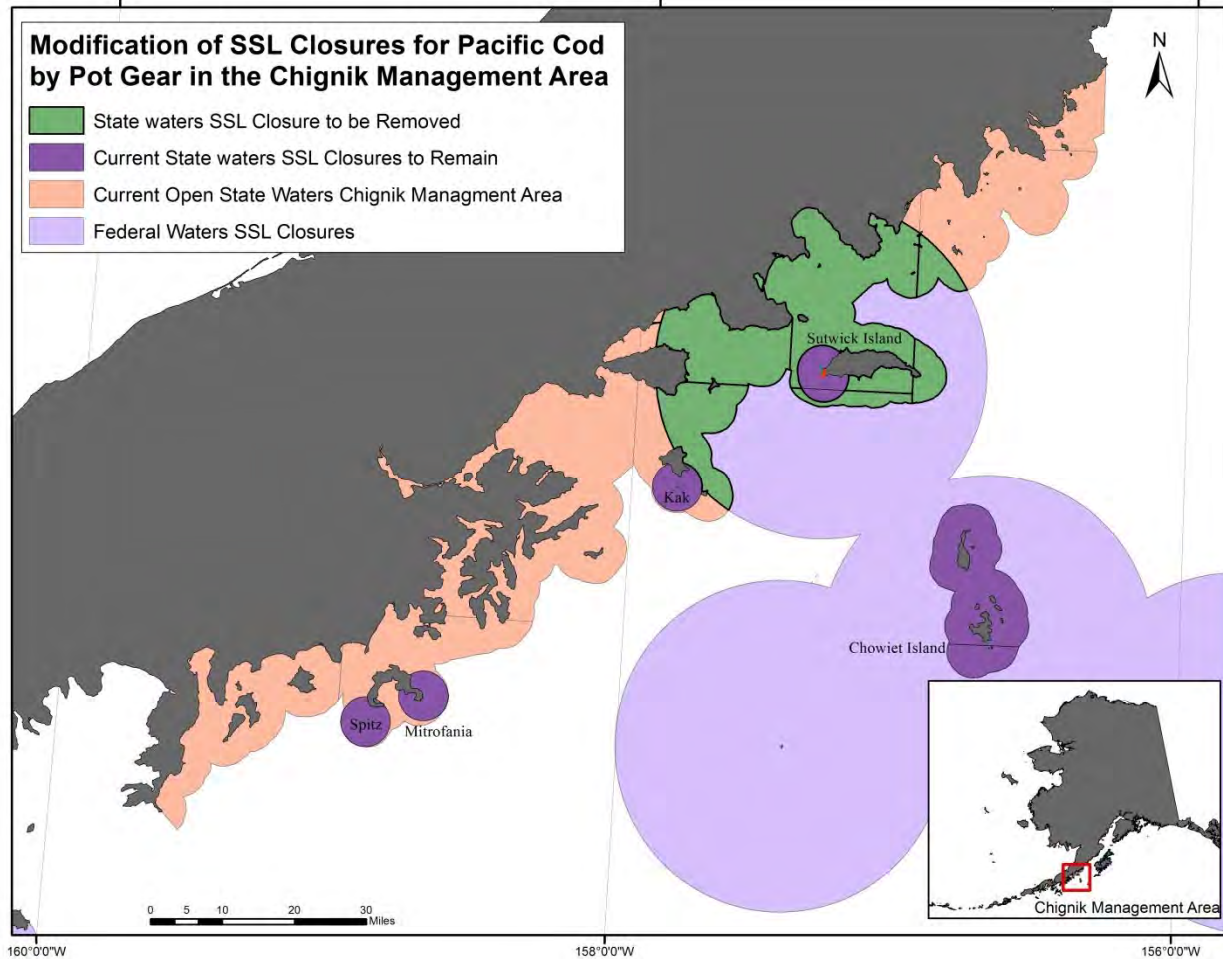 Modification of SSL Closures for Pacific Cod
by Pot Gear in the Chignik Management Area
State waters SSL Closure to be Removed
Current State waters SSL Closures to Remain
Current Open State Waters Chignik Managment Area
Federal Waters SSL Closures
N
Sutwick Island
Kak
Chowiet Island
Spitz
Mitrofania
0 5 10 20 30
Miles
Chignik Management Area
160°0'0"W
158°0'0"W
156°0'0"W